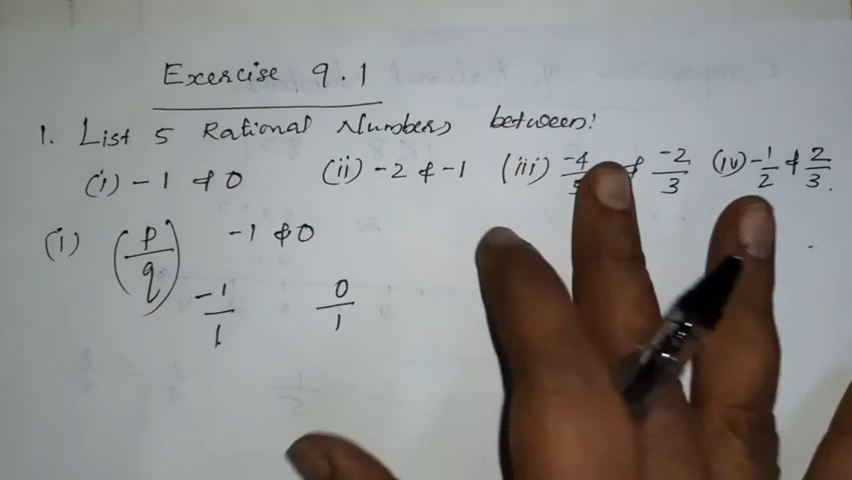 Exercise 9.1
1. List 5 Rational Numbers between:
(i) -1 & 0 (ii) -2 & -1 (iii) -4/5 & -2/3 (iv) -1/2 & 2/3.
(i) (p/q) -1 & 0
-1/1 0/1